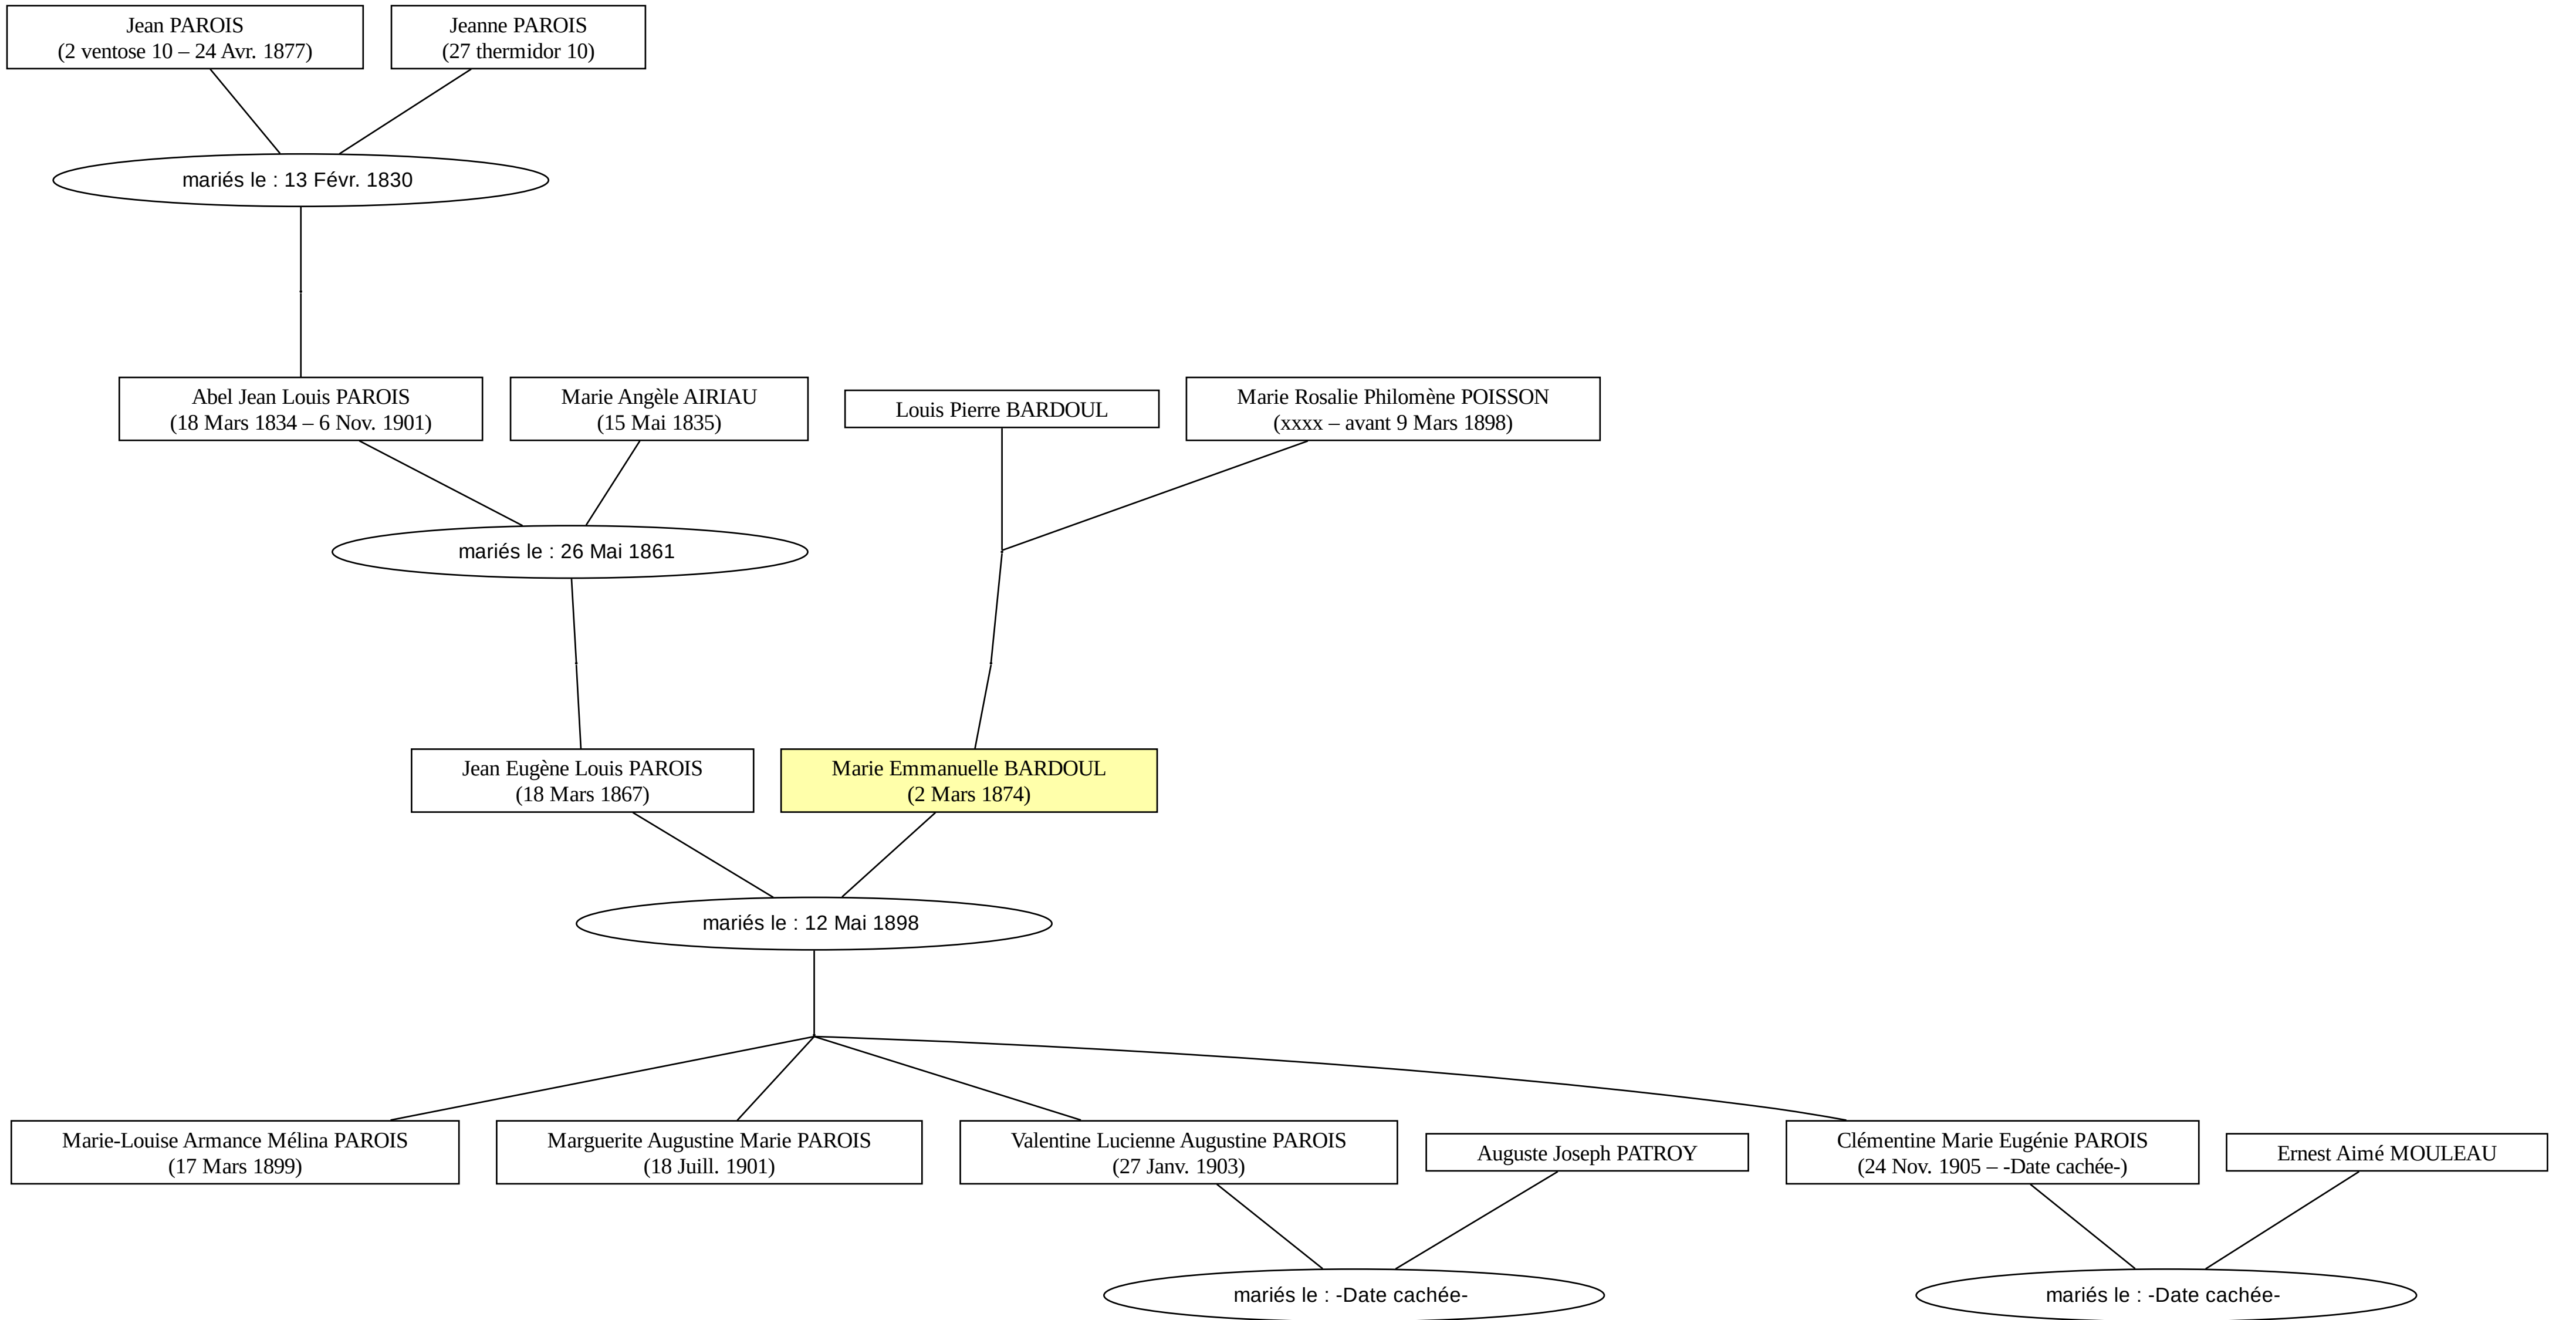 Jean PAROIS
(2 ventose 10 – 24 Avr. 1877)
Jeanne PAROIS
(27 thermidor 10)
mariés le : 13 Févr. 1830
Abel Jean Louis PAROIS
(18 Mars 1834 – 6 Nov. 1901)
Marie Angèle AIRIAU
(15 Mai 1835)
Louis Pierre BARDOUL
Marie Rosalie Philomène POISSON
(xxxx – avant 9 Mars 1898)
mariés le : 26 Mai 1861
Jean Eugène Louis PAROIS
(18 Mars 1867)
Marie Emmanuelle BARDOUL
(2 Mars 1874)
mariés le : 12 Mai 1898
Marie-Louise Armance Mélina PAROIS
(17 Mars 1899)
Marguerite Augustine Marie PAROIS
(18 Juill. 1901)
Valentine Lucienne Augustine PAROIS
(27 Janv. 1903)
Auguste Joseph PATROY
Clémentine Marie Eugénie PAROIS
(24 Nov. 1905 – -Date cachée-)
Ernest Aimé MOULEAU
mariés le : -Date cachée-
mariés le : -Date cachée-